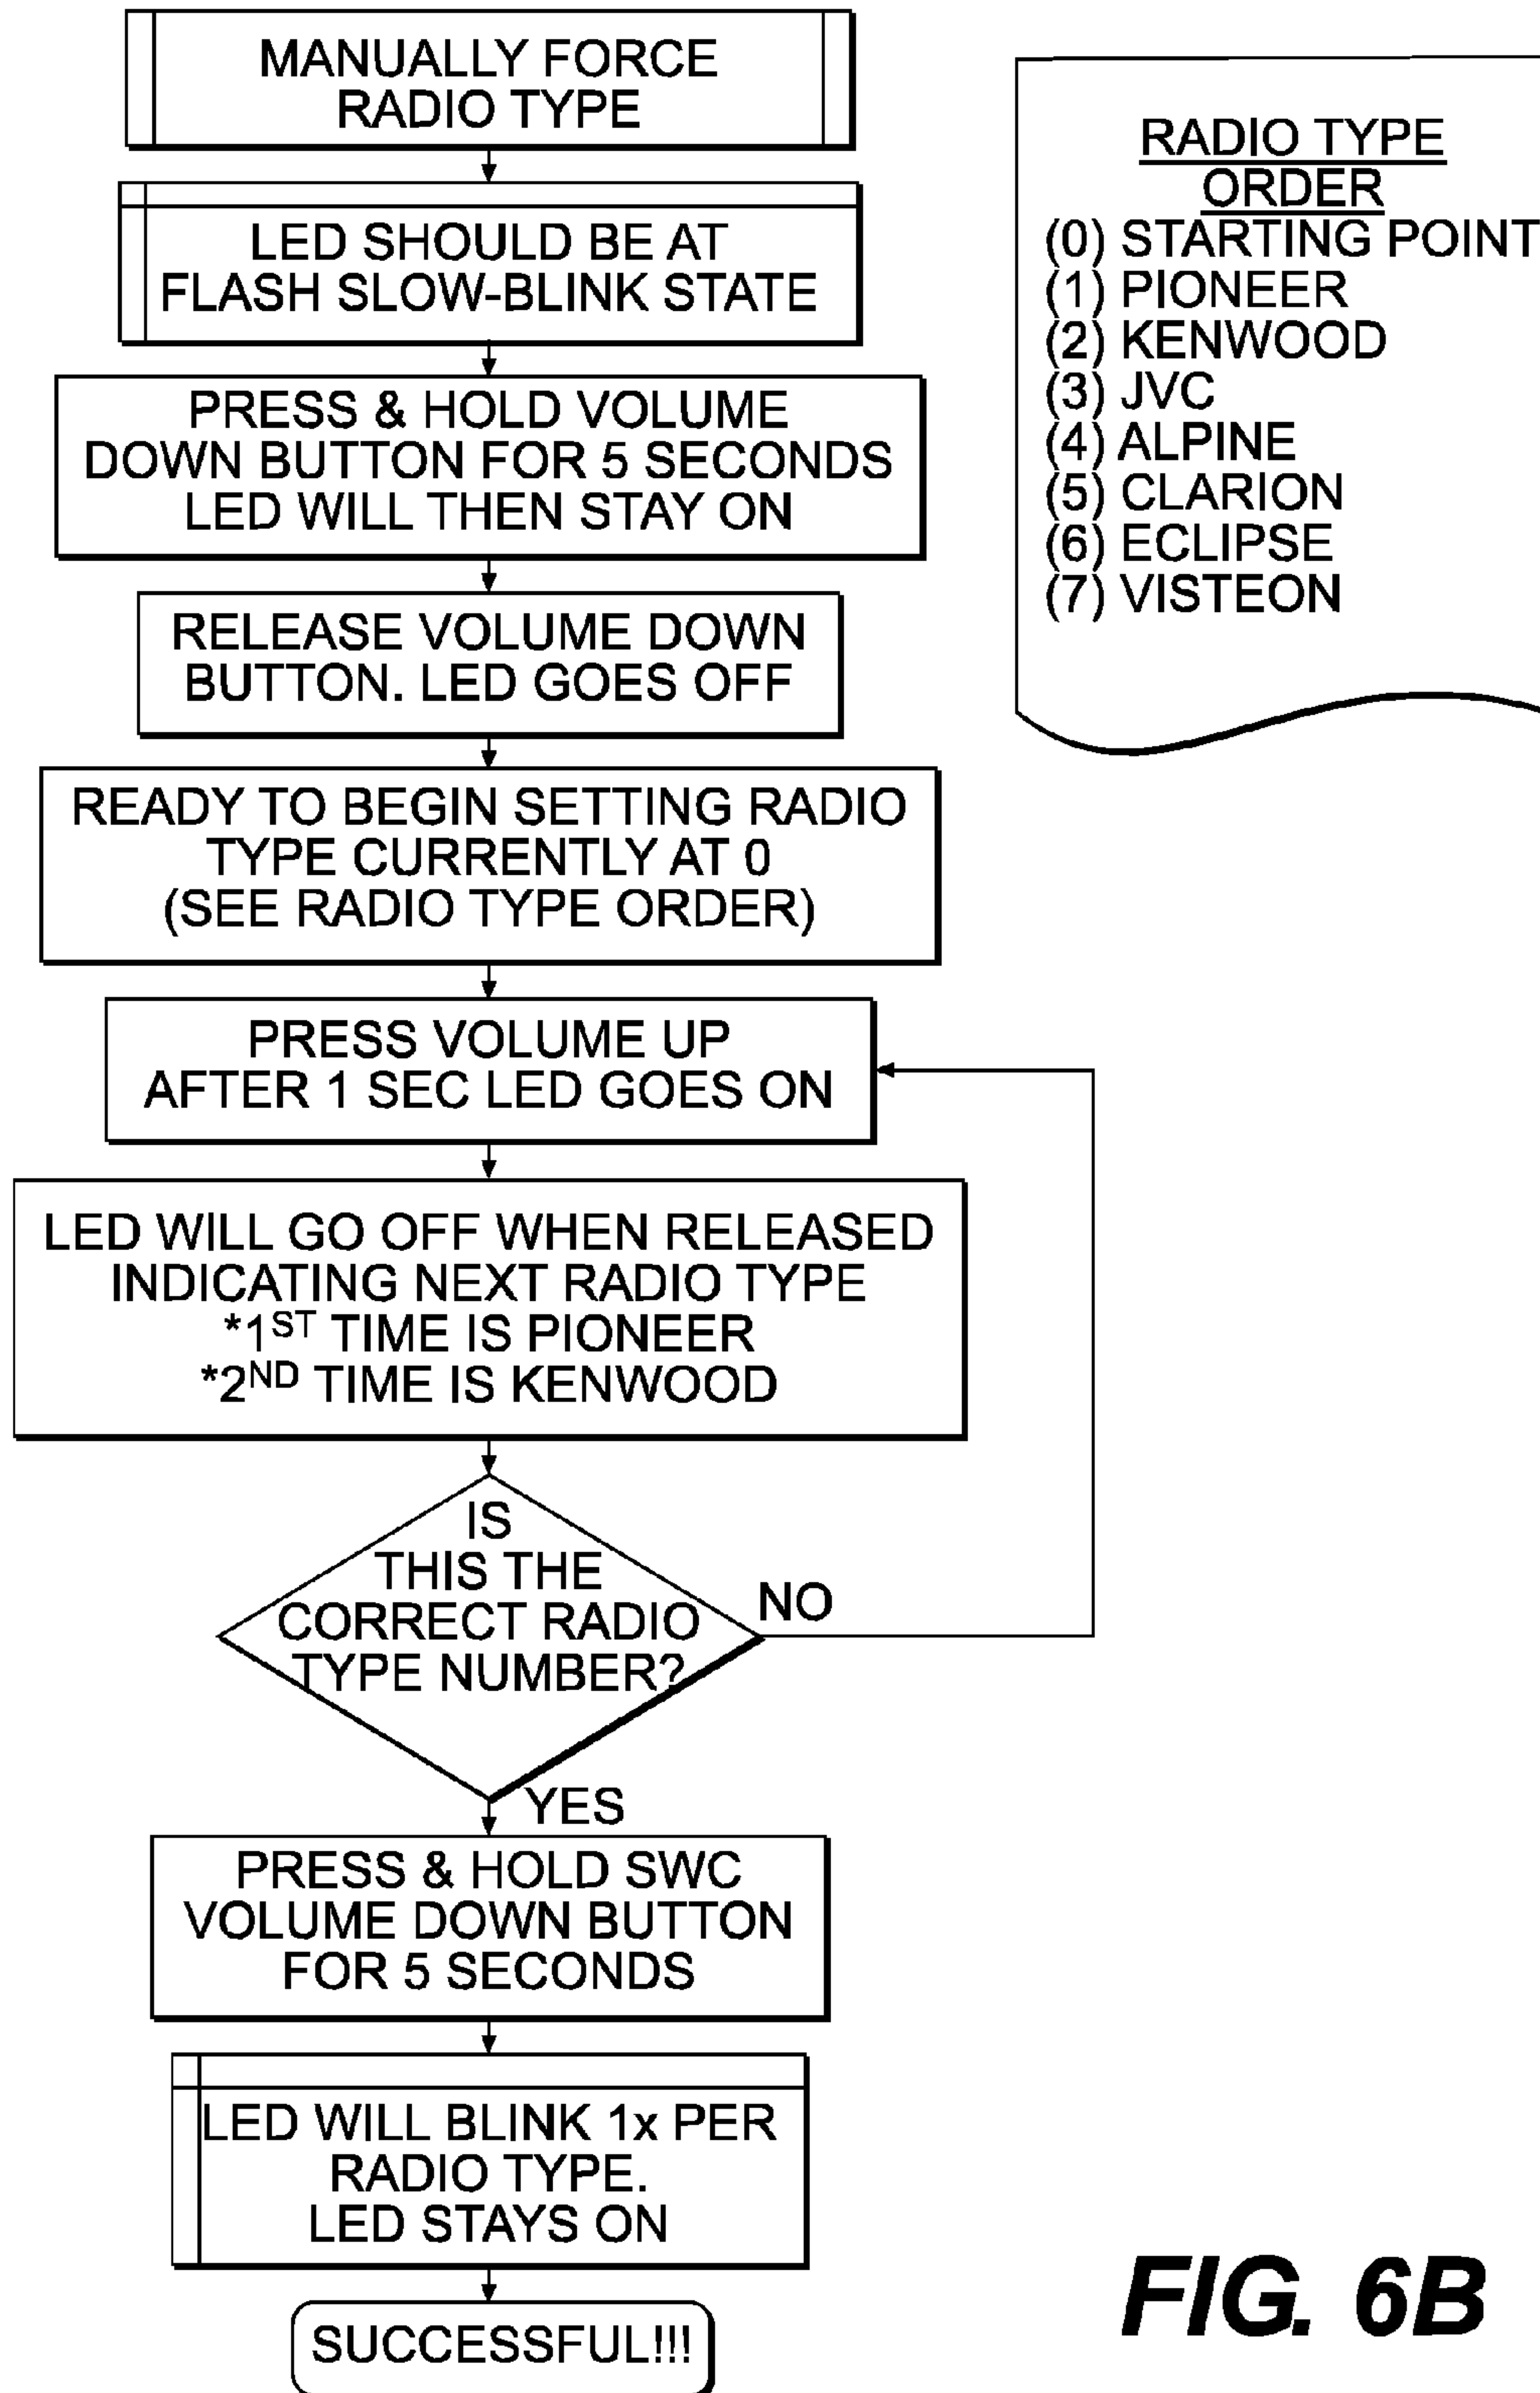 MANUALLY FORCE
RADIO TYPE
LED SHOULD BE AT
FLASH SLOW-BLINK STATE
PRESS & HOLD VOLUME
DOWN BUTTON FOR 5 SECONDS
LED WILL THEN STAY ON
RELEASE VOLUME DOWN
BUTTON. LED GOES OFF
READY TO BEGIN SETTING RADIO
TYPE CURRENTLY AT 0
(SEE RADIO TYPE ORDER)
PRESS VOLUME UP
AFTER 1 SEC LED GOES ON
LED WILL GO OFF WHEN RELEASED
INDICATING NEXT RADIO TYPE
*1ST TIME IS PIONEER
*2ND TIME IS KENWOOD
IS
THIS THE
CORRECT RADIO
TYPE NUMBER?
NO
YES
PRESS & HOLD SWC
VOLUME DOWN BUTTON
FOR 5 SECONDS
LED WILL BLINK 1x PER
RADIO TYPE.
LED STAYS ON
SUCCESSFUL!!!
RADIO TYPE
ORDER
(0) STARTING POINT
(1) PIONEER
(2) KENWOOD
(3) JVC
(4) ALPINE
(5) CLARION
(6) ECLIPSE
(7) VISTEON
FIG. 6B